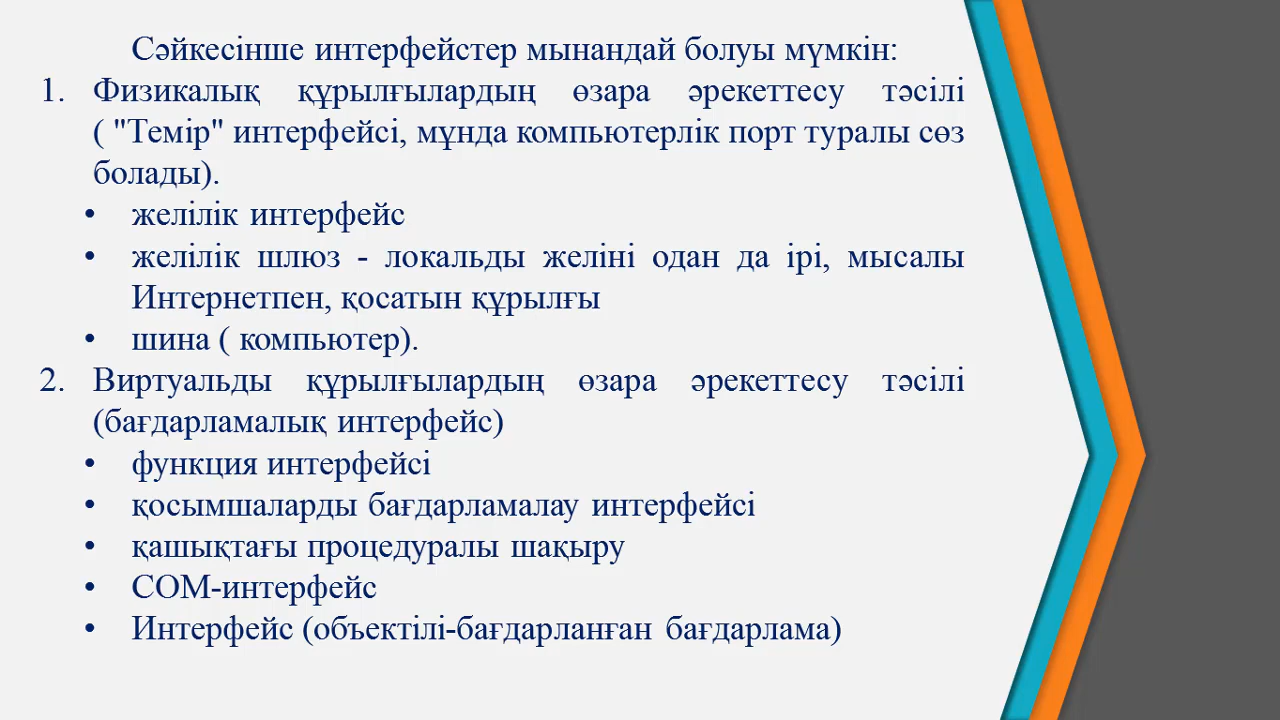 Сәйкесінше интерфейстер мынандай болуы мүмкін:
1. Физикалық құрылғылардың өзара әрекеттесу тәсілі
( "Темір" интерфейсі, мұнда компьютерлік порт туралы сөз
болады).
• желілік интерфейс
• желілік шлюз - локальды желіні одан да ірі, мысалы
Интернетпен, қосатын құрылғы
• шина ( компьютер).
2. Виртуальды құрылғылардың өзара әрекеттесу тәсілі
(бағдарламалық интерфейс)
• функция интерфейсі
• қосымшаларды бағдарламалау интерфейсі
• қашықтағы процедуралы шақыру
• COM-интерфейс
• Интерфейс (объектілі-бағдарланған бағдарлама)